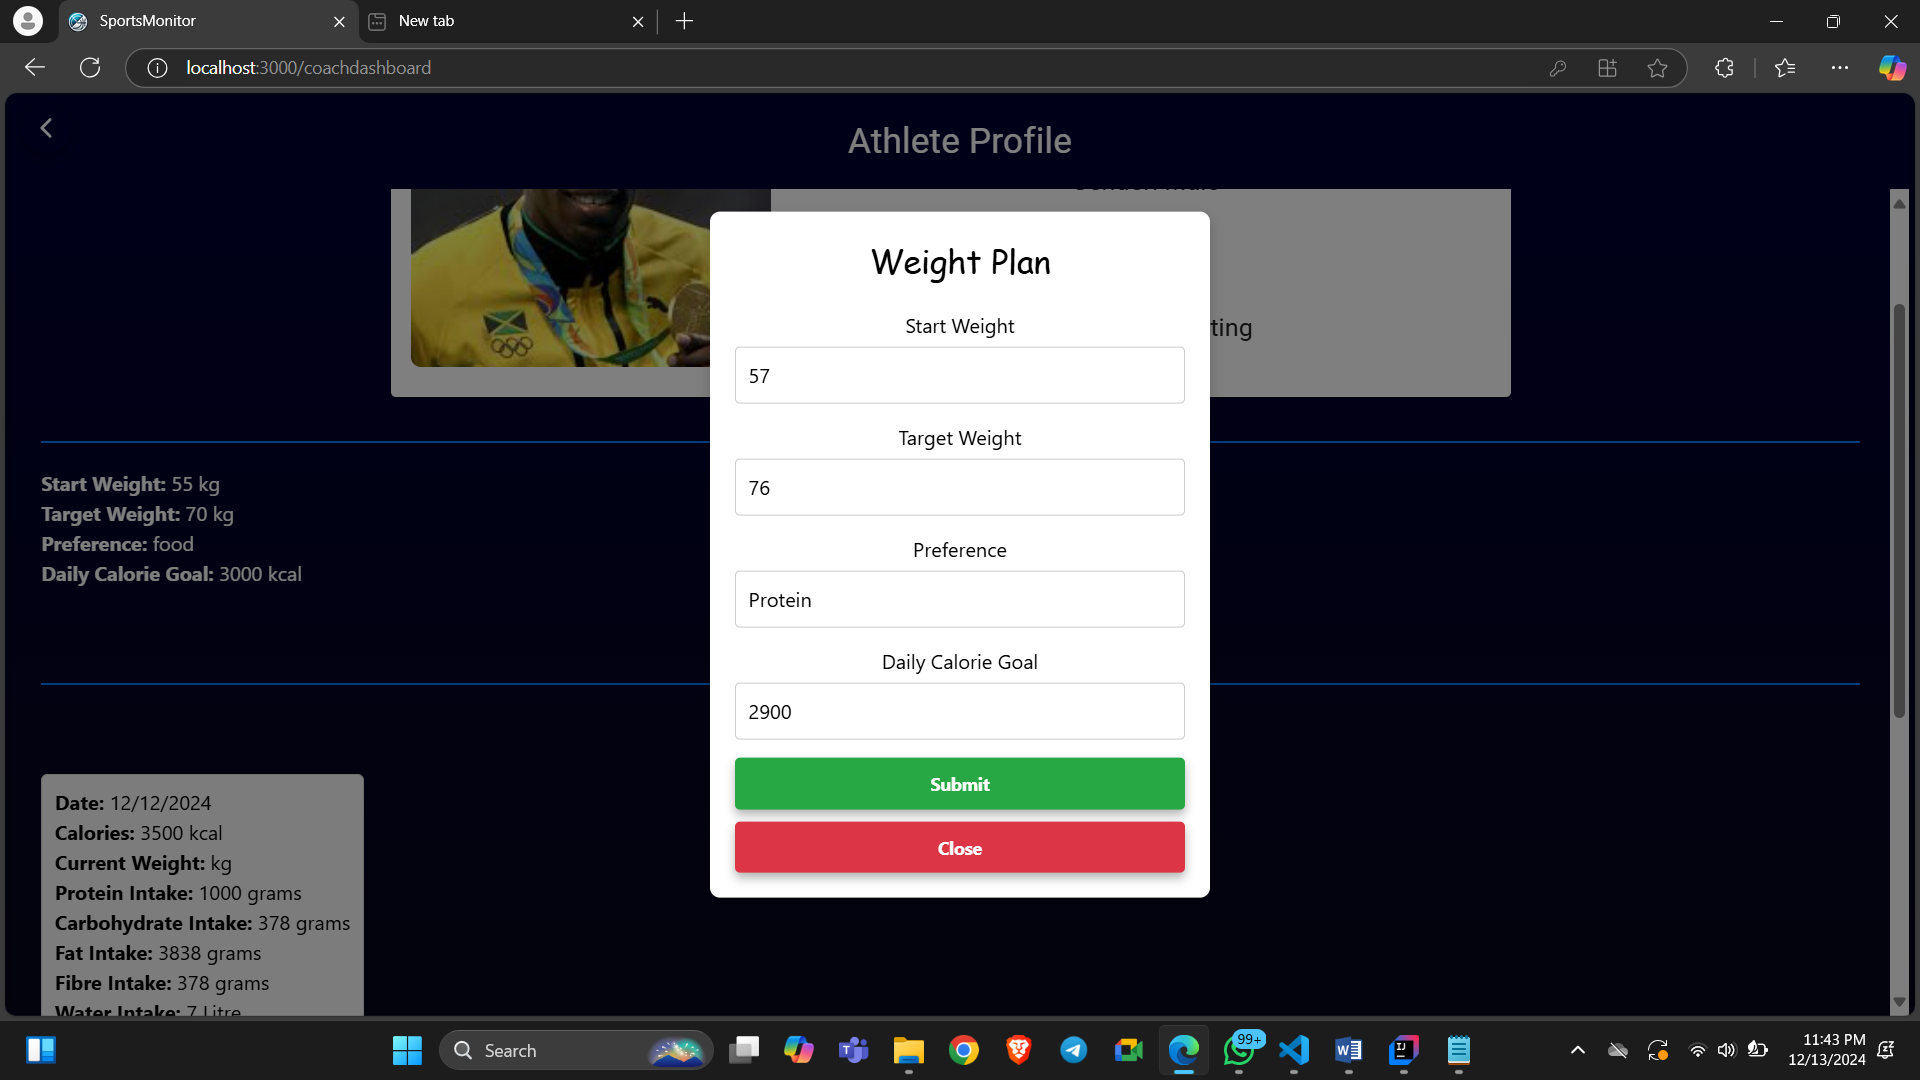 SportsMonitor
New tab
localhost:3000/coachdashboard
Athlete Profile
Weight Plan
Start Weight
57
ting
Target Weight
76
Start Weight: 55 kg
Target Weight: 70 kg
Preference: food
Daily Calorie Goal: 3000 kcal
Preference
Protein
Daily Calorie Goal
2900
Submit
Close
Date: 12/12/2024
Calories: 3500 kcal
Current Weight: kg
Protein Intake: 1000 grams
Carbohydrate Intake: 378 grams
Fat Intake: 3838 grams
Fibre Intake: 378 grams
Water Intake: 7 Litre
Search
99+
11:43 PM
12/13/2024